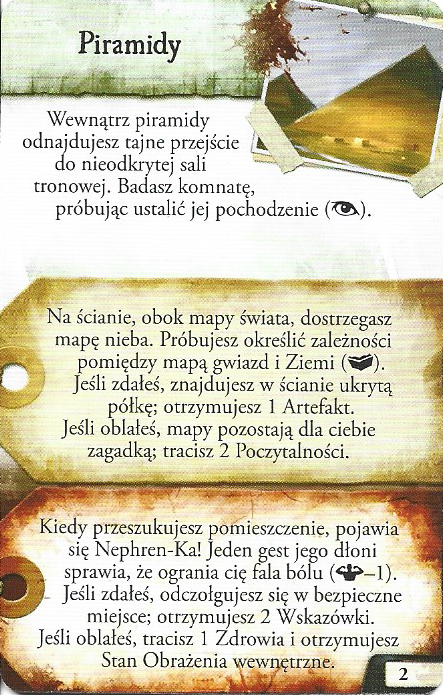 Piramidy
Wewnątrz piramidy
odnajdujesz tajne przejście
do nieodkrytej sali
tronowej. Badasz komnatę,
próbując ustalić jej pochodzenie ( ).
Na ścianie, obok mapy świata, dostrzegasz
mapę nieba. Próbujesz określić zależności
pomiędzy mapą gwiazd i Ziemi ( ).
Jeśli zdałeś, znajdujesz w ścianie ukrytą
półkę; otrzymujesz 1 Artefakt.
Jeśli oblałeś, mapy pozostają dla ciebie
zagadką; tracisz 2 Poczytalności.
Kiedy przeszukujesz pomieszczenie, pojawia
się Nephren-Ka! Jeden gest jego dłoni
sprawia, że ogrania cię fala bólu ( –1).
Jeśli zdałeś, odczołgujesz się w bezpieczne
miejsce; otrzymujesz 2 Wskazówki.
Jeśli oblałeś, tracisz 1 Zdrowia i otrzymujesz
Stan Obrażenia wewnętrzne.
2